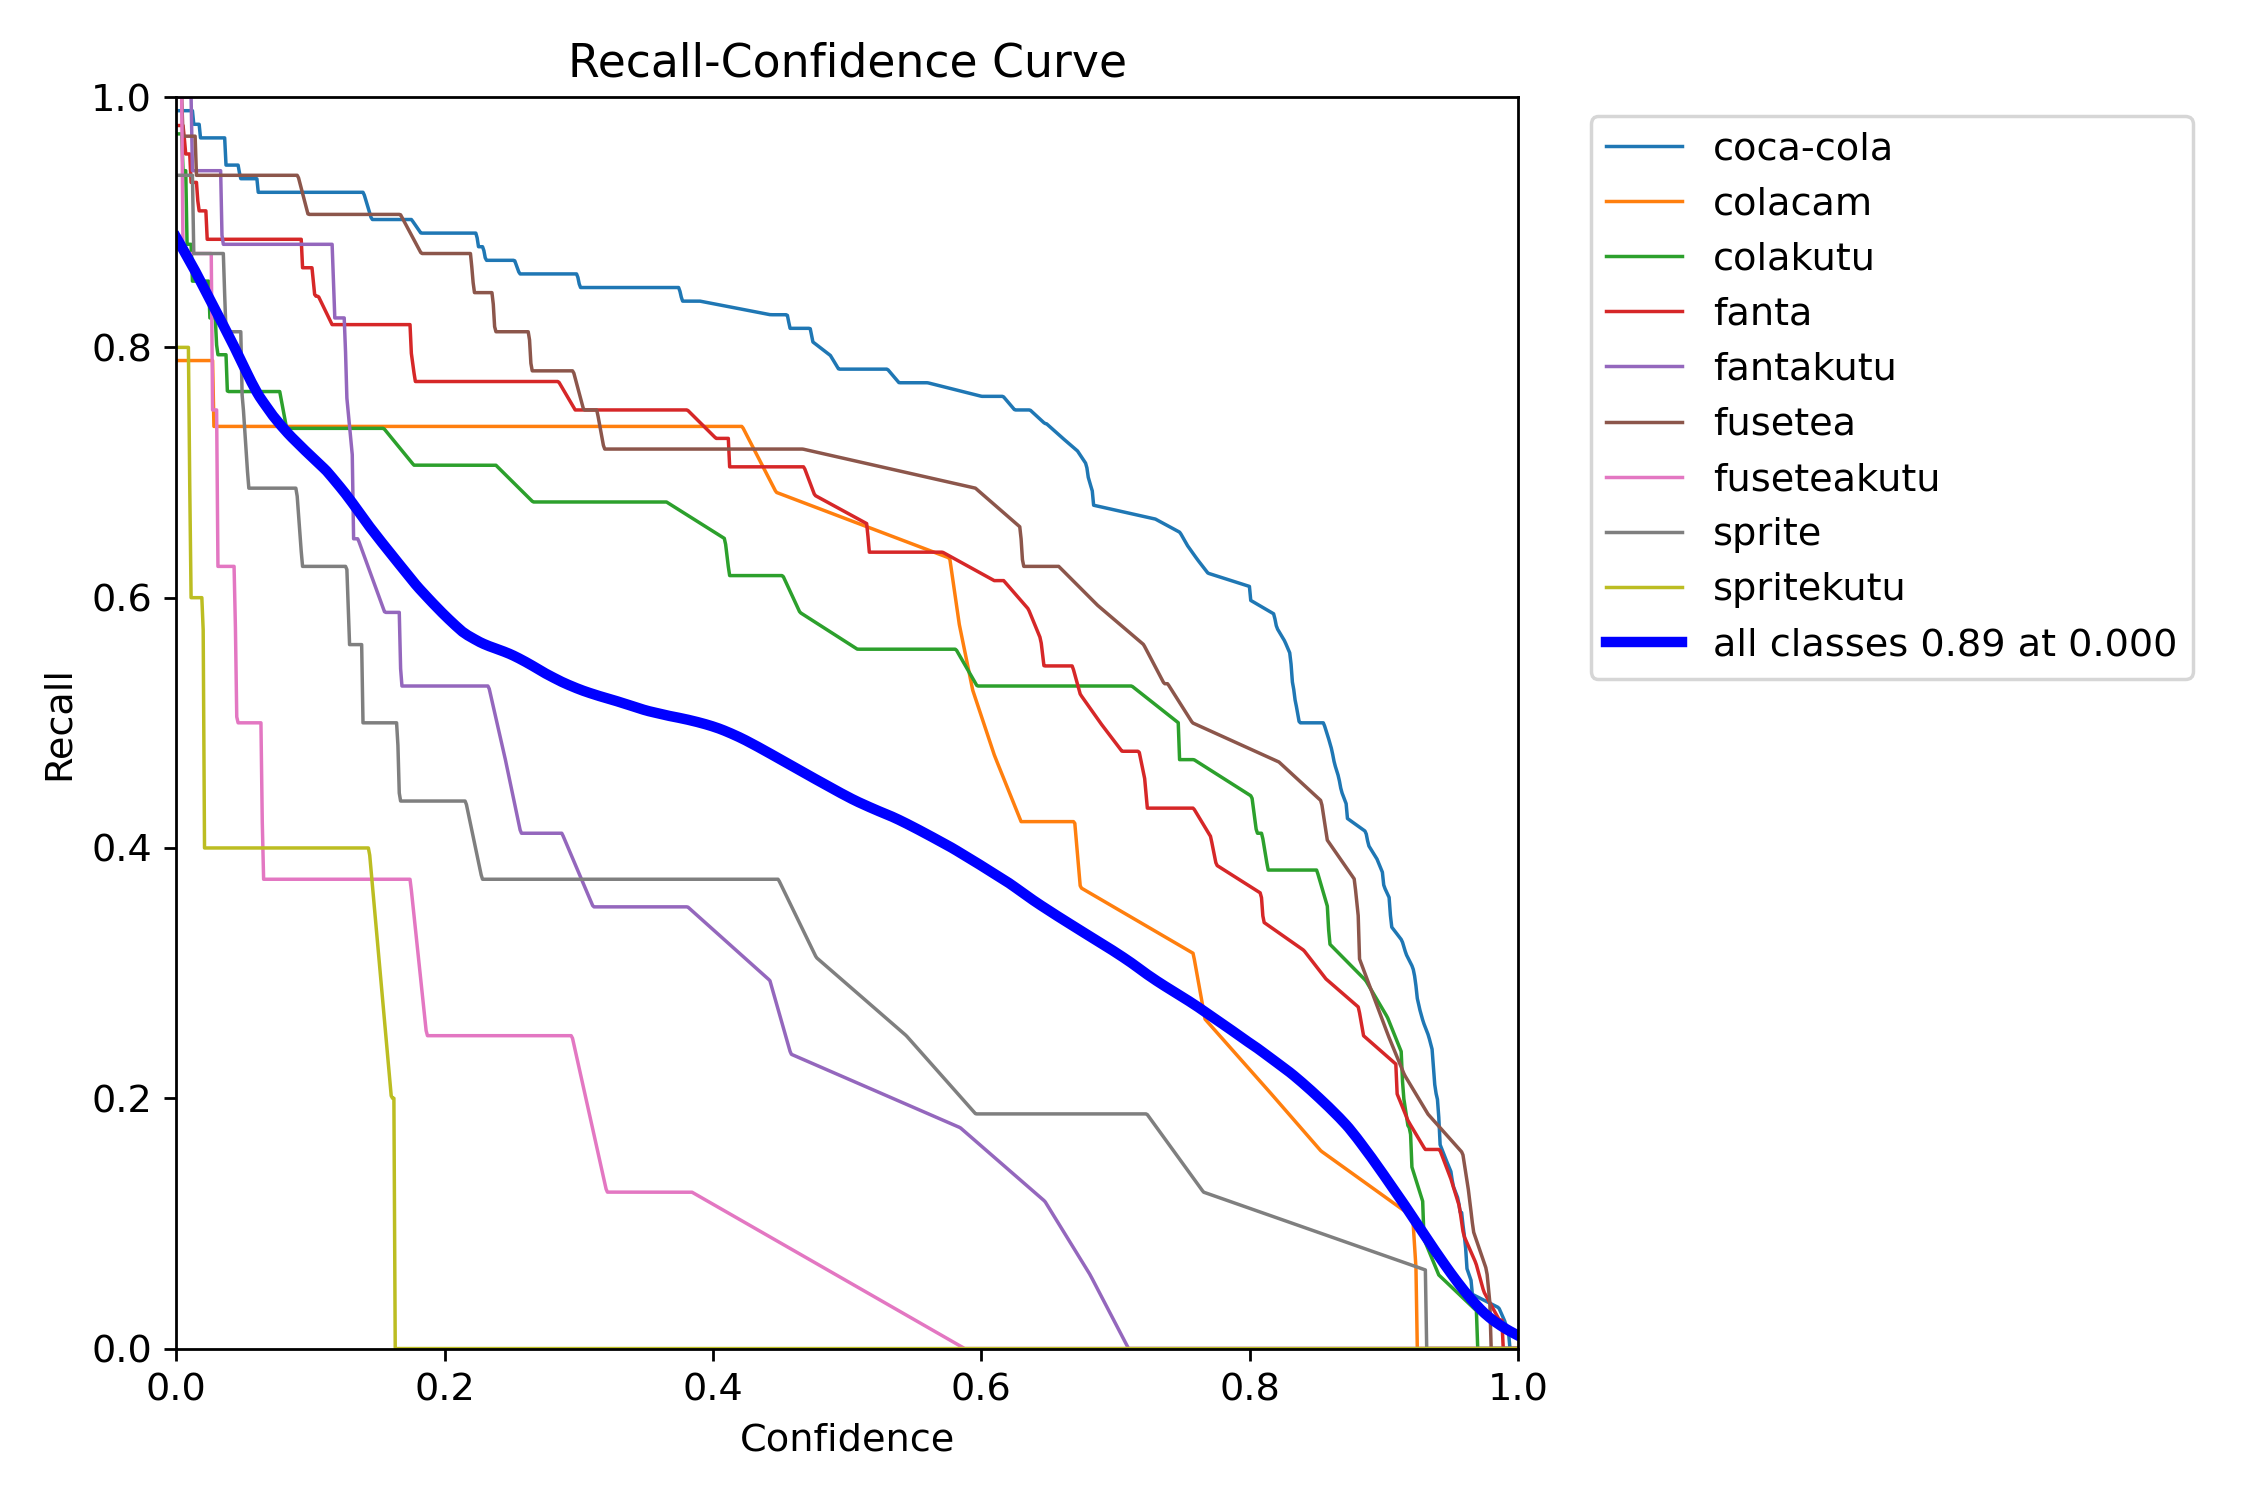 Recall-Confidence Curve
1.0
0.8
0.6
0.4
0.2
0.0
Recall
0.0 0.2 0.4 0.6 0.8 1.0
Confidence
coca-cola
colacam
colakutu
fanta
fantakutu
fusetea
fuseteakutu
sprite
spritekutu
all classes 0.89 at 0.000